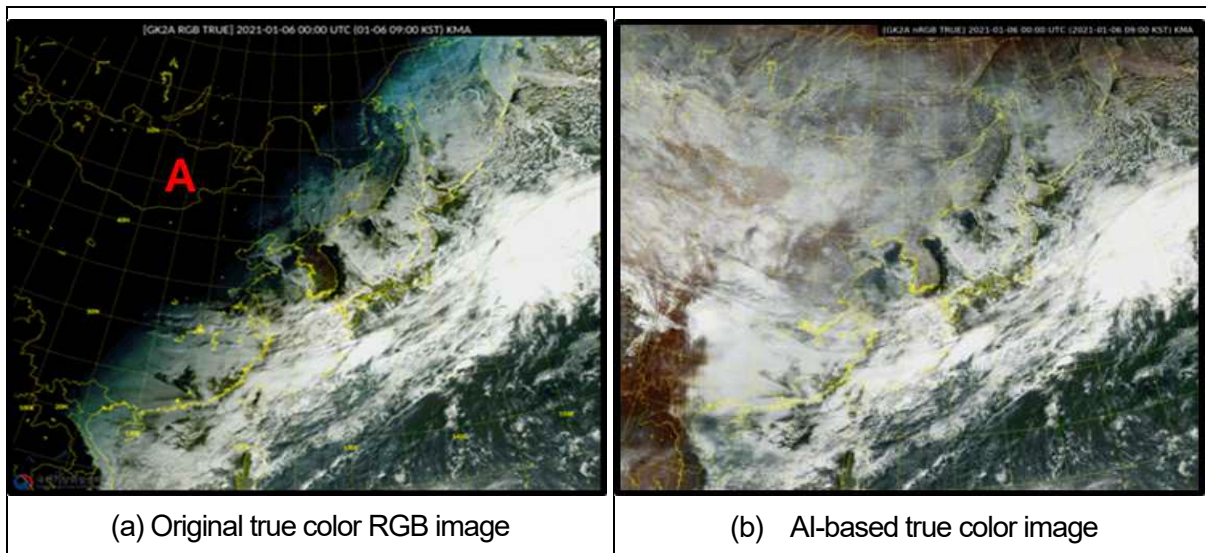 [GK2A RGB TRUE] 2021-01-06 00:00 UTC (01-06 09:00 KST) KMA
[GK2A nRGB TRUE] 2021-01-06 00:00 UTC (2021-01-06 09:00 KST) KMA
A
(a) Original true color RGB image
(b) AI-based true color image